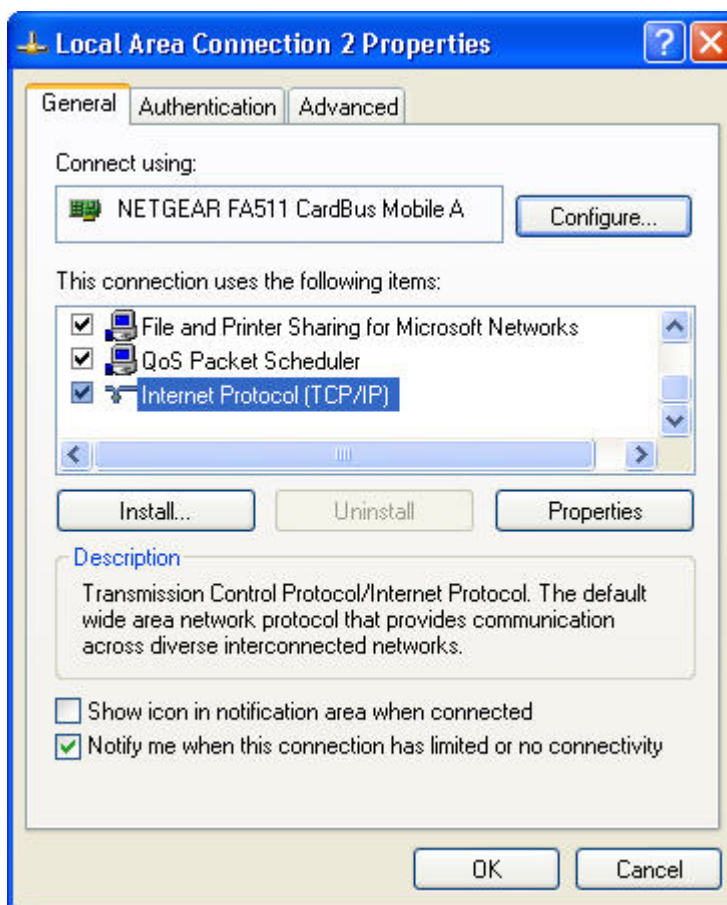 Local Area Connection 2 Properties
General Authentication Advanced
Connect using:
NETGEAR FA511 CardBus Mobile A
Configure...
This connection uses the following items:
File and Printer Sharing for Microsoft Networks
QoS Packet Scheduler
Internet Protocol (TCP/IP)
Install... Uninstall Properties
Description
Transmission Control Protocol/Internet Protocol. The default
wide area network protocol that provides communication
across diverse interconnected networks.
Show icon in notification area when connected
Notify me when this connection has limited or no connectivity
OK Cancel